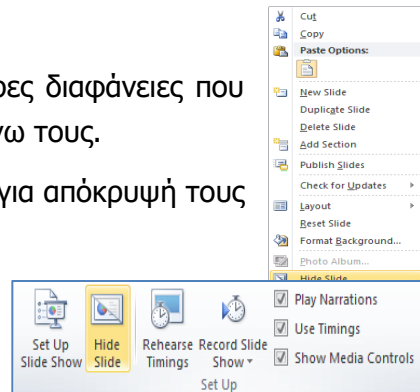 ρες διαφάνειες που
νω τους.
για απόκρυψή τους
Cut
Copy
Paste Options:
New Slide
Duplicate Slide
Delete Slide
Add Section
Publish Slides
Check for Updates
Layout
Reset Slide
Format Background...
Photo Album...
Hide Slide
Set Up
Slide Show
Hide
Slide
Rehearse
Timings
Record Slide
Show
Play Narrations
Use Timings
Show Media Controls
Set Up